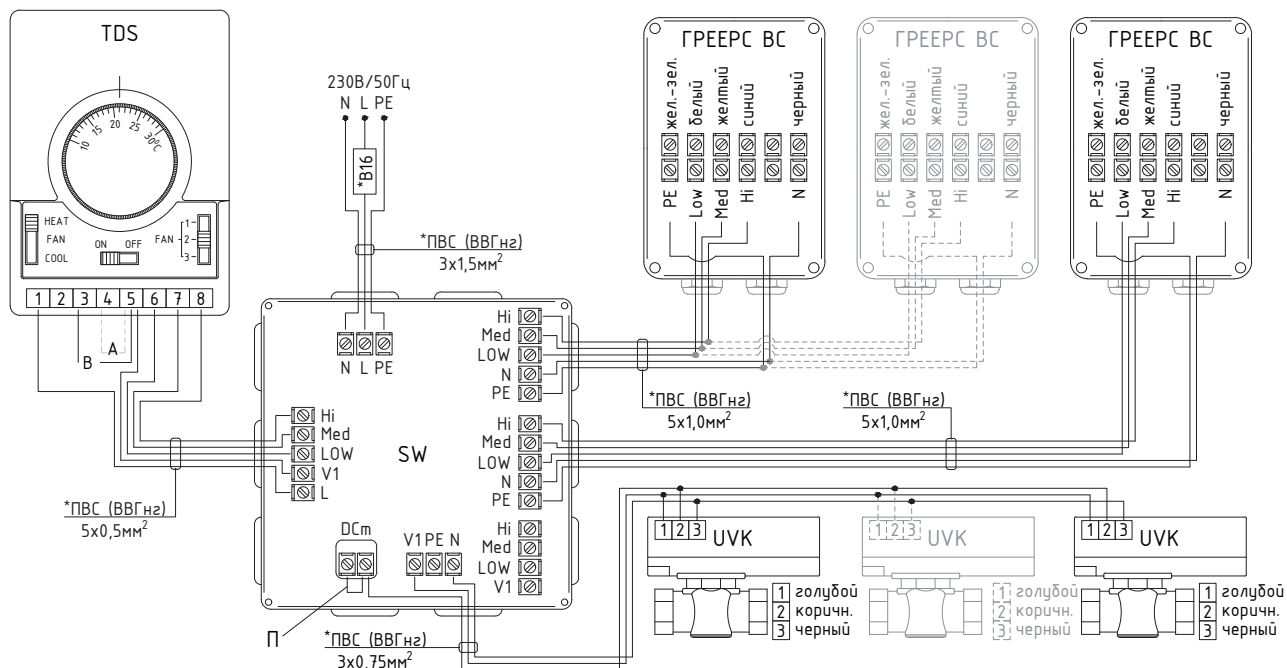 TDS
10 15 20 25 30°C
HEAT
FAN
COOL
ON OFF
FAN
1
2
3
1 2 3 4 5 6 7 8
A
B
230В/50Гц
N L PE
*B16
*ПВС (ВВГнг)
3х1,5мм²
N L PE
SW
Hi
Med
LOW
V1
L
*ПВС (ВВГнг)
5х0,5мм²
DCm
П
V1 PE N
*ПВС (ВВГнг)
3х0,75мм²
Hi
Med
LOW
N
PE
Hi
Med
LOW
N
PE
Hi
Med
LOW
V1
*ПВС (ВВГнг)
5х1,0мм²
*ПВС (ВВГнг)
5х1,0мм²
ГРЕЕРС ВС
жел.-зел.
белый
желтый
синий
черный
PE
Low
Med
Hi
N
ГРЕЕРС ВС
жел.-зел.
белый
желтый
синий
черный
PE
Low
Med
Hi
N
ГРЕЕРС ВС
жел.-зел.
белый
желтый
синий
черный
PE
Low
Med
Hi
N
1 2 3
UVK
1 голубой
2 коричн.
3 черный
1 2 3
UVK
1 голубой
2 коричн.
3 черный
1 2 3
UVK
1 голубой
2 коричн.
3 черный